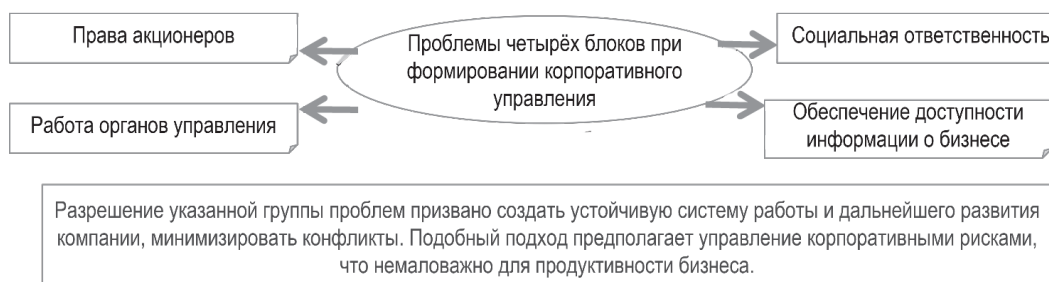 Права акционеров
Проблемы четырёх блоков при
формировании корпоративного
управления
Социальная ответственность
Работа органов управления
Обеспечение доступности
информации о бизнесе
Разрешение указанной группы проблем призвано создать устойчивую систему работы и дальнейшего развития
компании, минимизировать конфликты. Подобный подход предполагает управление корпоративными рисками,
что немаловажно для продуктивности бизнеса.